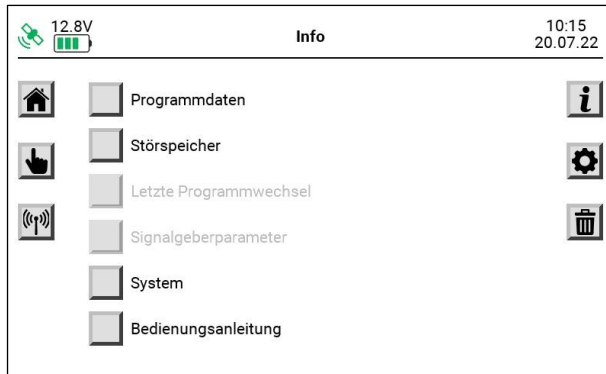 12.8V
Info
10:15
20.07.22
Programmdaten
Störspeicher
Letzte Programmwechsel
Signalgeberparameter
System
Bedienungsanleitung